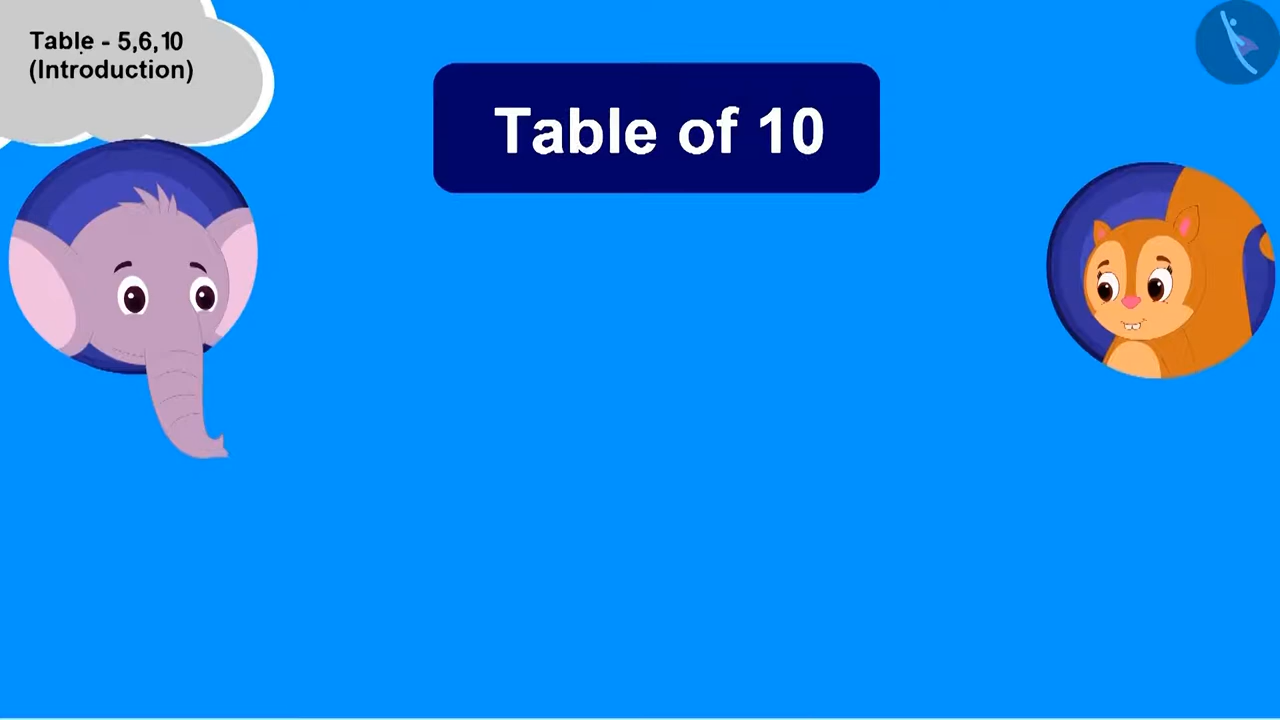 Table - 5,6,10
(Introduction)
Table of 10